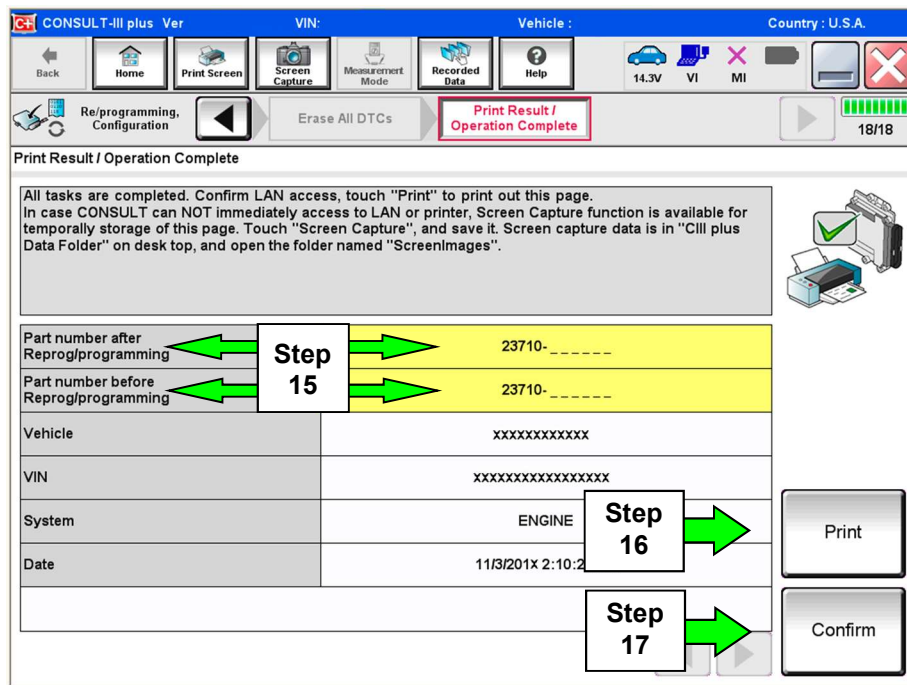 C+ CONSULT-III plus Ver VIN: Vehicle : Country : U.S.A.
Back Home Print Screen Screen Capture Measurement Mode Recorded Data Help 14.3V VI MI
Re/programming, Configuration Erase All DTCs Print Result / Operation Complete 18/18
Print Result / Operation Complete
All tasks are completed. Confirm LAN access, touch "Print" to print out this page.
In case CONSULT can NOT immediately access to LAN or printer, Screen Capture function is available for
temporally storage of this page. Touch "Screen Capture", and save it. Screen capture data is in "CIII plus
Data Folder" on desk top, and open the folder named "ScreenImages".
Part number after
Reprog/programming
23710-_ _ _ _ _ _
Part number before
Reprog/programming
23710-_ _ _ _ _ _
Step
15
Vehicle xxxxxxxxxxxx
VIN xxxxxxxxxxxxxxxxx
System ENGINE
Step
16
Print
Date 11/3/201X 2:10:2
Step
17
Confirm